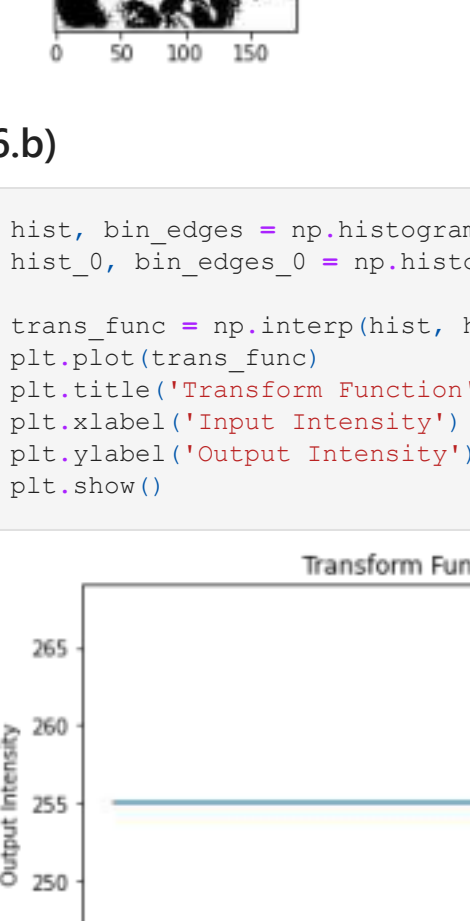 0 50 100 150
6.b)
hist, bin_edges = np.histogram
hist_0, bin_edges_0 = np.histo
trans_func = np.interp(hist, h
plt.plot(trans_func)
plt.title('Transform Function'
plt.xlabel('Input Intensity')
plt.ylabel('Output Intensity')
plt.show()
Transform Fun
265
260
255
250
Output Intensity